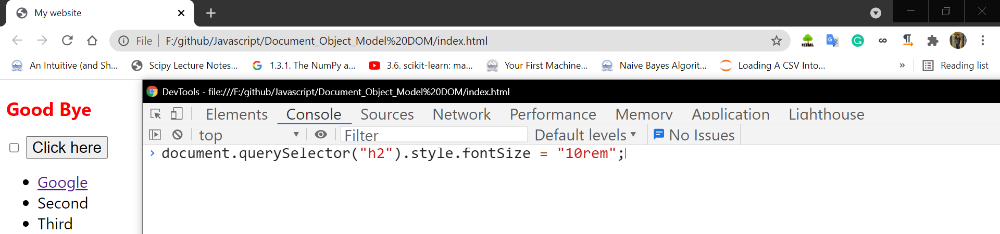 My website
File F:/github/Javascript/Document_Object_Model%20DOM/index.html
HTML G G ¶
An Intuitive (and Sh... Scipy Lecture Notes... 1.3.1. The NumPy a... 3.6. scikit-learn: ma... Your First Machine... Naive Bayes Algorit... Loading A CSV Into... » Reading list
DevTools - file:///F:/github/Javascript/Document_Object_Model%20DOM/index.html
Good Bye
Elements Console Sources Network Performance Memory Application Lighthouse
top Filter Default levels No Issues
Click here
document.querySelector("h2").style.fontSize = "10rem";
Google
Second
Third